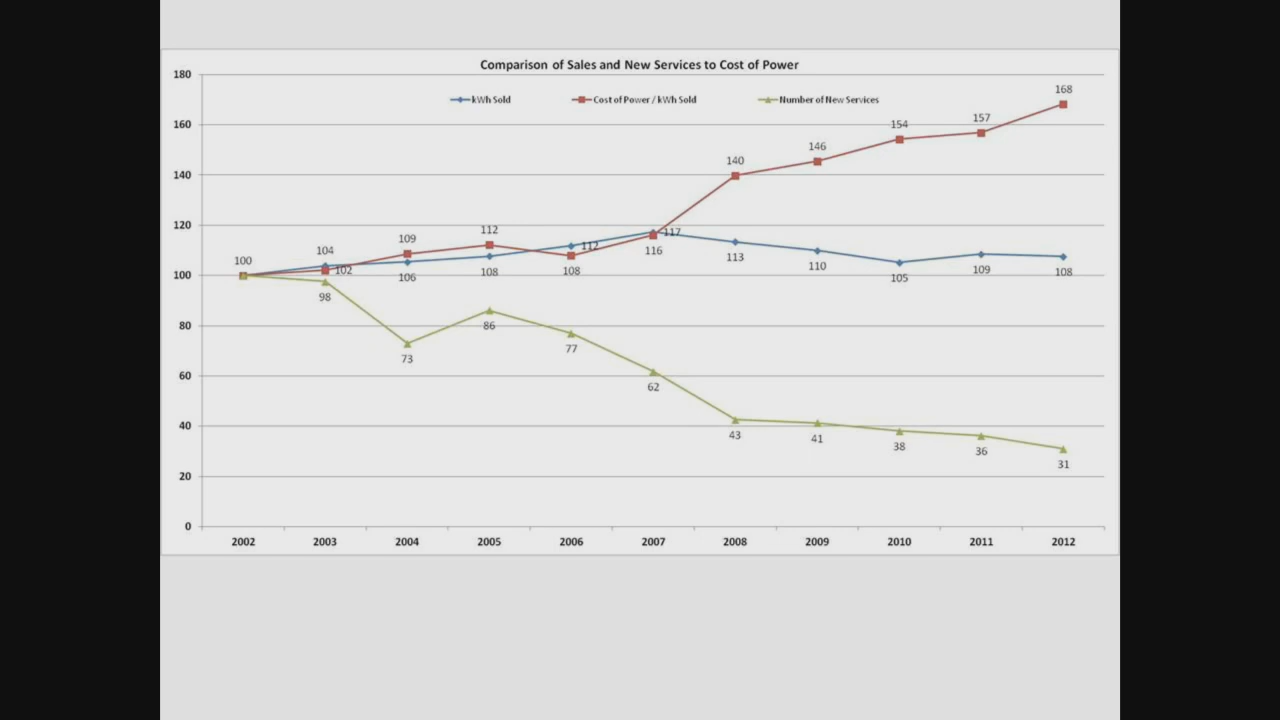 Comparison of Sales and New Services to Cost of Power
kWh Sold Cost of Power / kWh Sold Number of New Services
180
160
140
120
100
80
60
40
20
0
100 104 109 112 112 117 113 110 105 109 108
102 106 108 108 116 140 146 154 157 168
98 73 86 77 62 43 41 38 36 31
2002 2003 2004 2005 2006 2007 2008 2009 2010 2011 2012